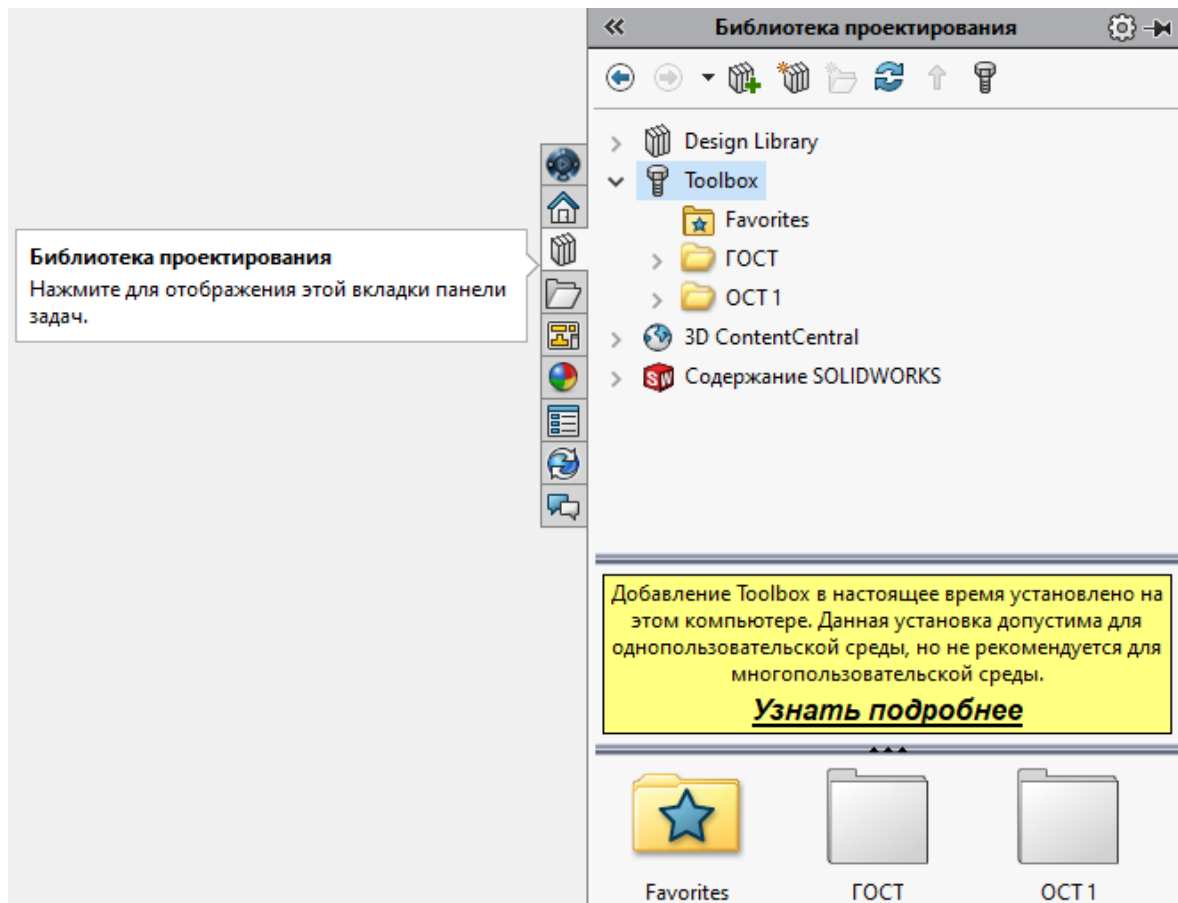 Библиотека проектирования
Design Library
Toolbox
Favorites
ГОСТ
ОСТ 1
3D ContentCentral
SW Содержание SOLIDWORKS
Библиотека проектирования
Нажмите для отображения этой вкладки панели
задач.
Добавление Toolbox в настоящее время установлено на
этом компьютере. Данная установка допустима для
однопользовательской среды, но не рекомендуется для
многопользовательской среды.
Узнать подробнее
Favorites
ГОСТ
ОСТ 1